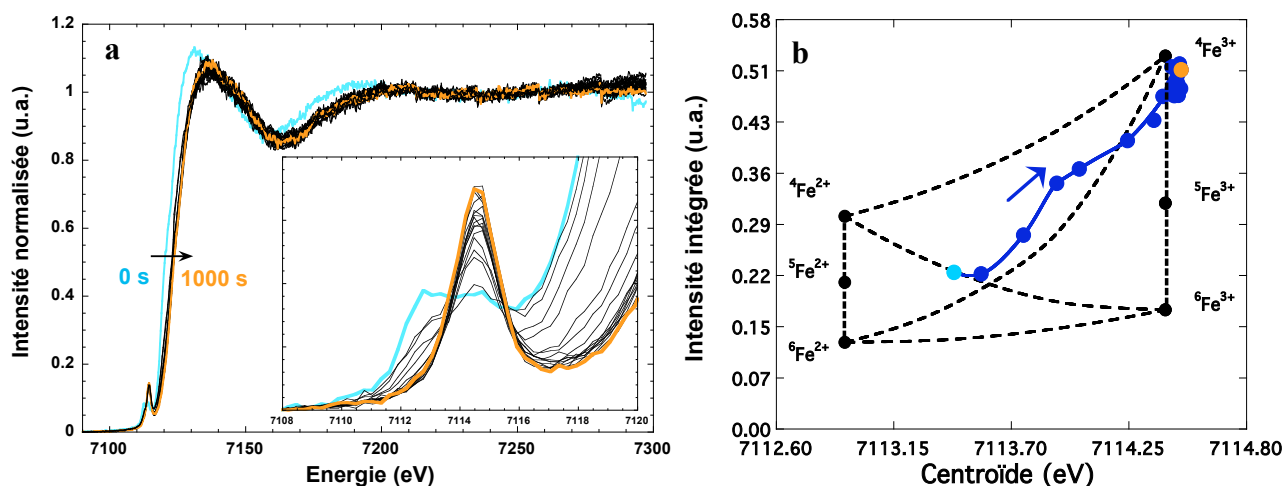 a
Intensité normalisée (u.a.)
1.2
1
0.8
0.6
0.4
0.2
0
0 s
1000 s
7108 7110 7112 7114 7116 7118 7120
7100 7150 7200 7250 7300
Energie (eV)
b
Intensité intégrée (u.a.)
0.58
0.51
0.43
0.36
0.29
0.22
0.15
0.07
0.00
⁴Fe³⁺
⁴Fe²⁺
⁵Fe³⁺
⁵Fe²⁺
⁶Fe³⁺
⁶Fe²⁺
7112.60 7113.15 7113.70 7114.25 7114.80
Centroïde (eV)